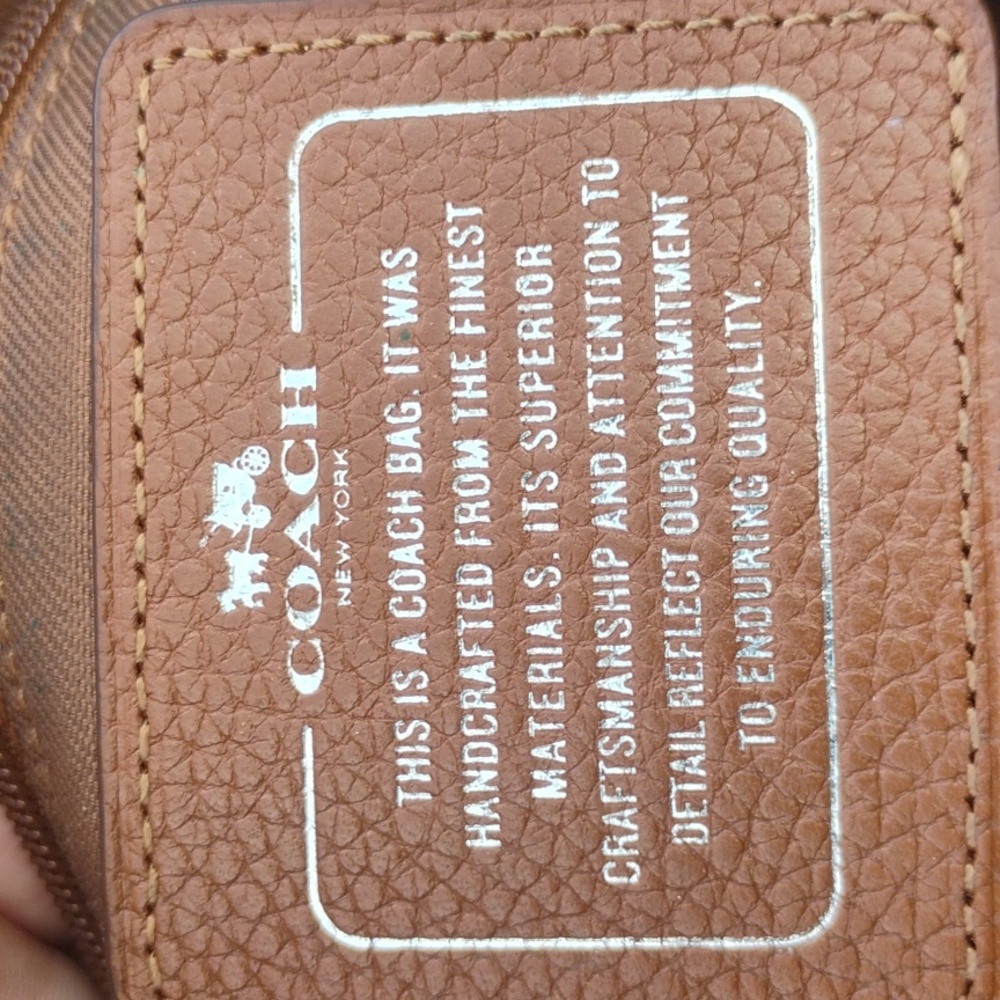 COACH
NEW YORK
THIS IS A COACH BAG. IT WAS
HANDCRAFTED FROM THE FINEST
MATERIALS. ITS SUPERIOR
CRAFTSMANSHIP AND ATTENTION TO
DETAIL REFLECT OUR COMMITMENT
TO ENDURING QUALITY.